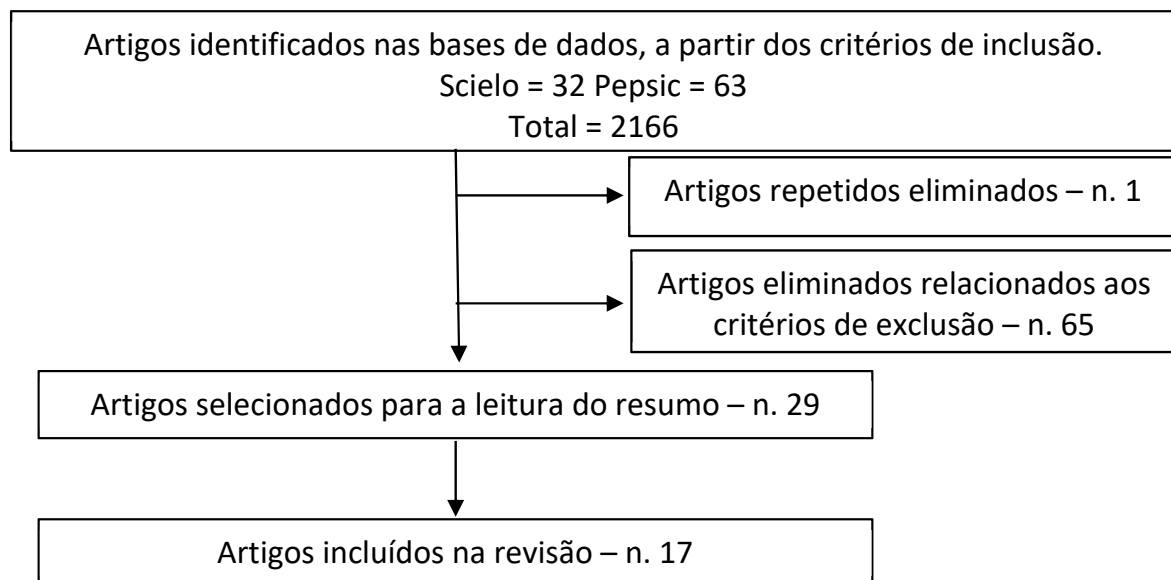 Artigos identificados nas bases de dados, a partir dos critérios de inclusão.
Scielo = 32 Pepsic = 63
Total = 2166
Artigos repetidos eliminados – n. 1
Artigos eliminados relacionados aos
critérios de exclusão – n. 65
Artigos selecionados para a leitura do resumo – n. 29
Artigos incluídos na revisão – n. 17